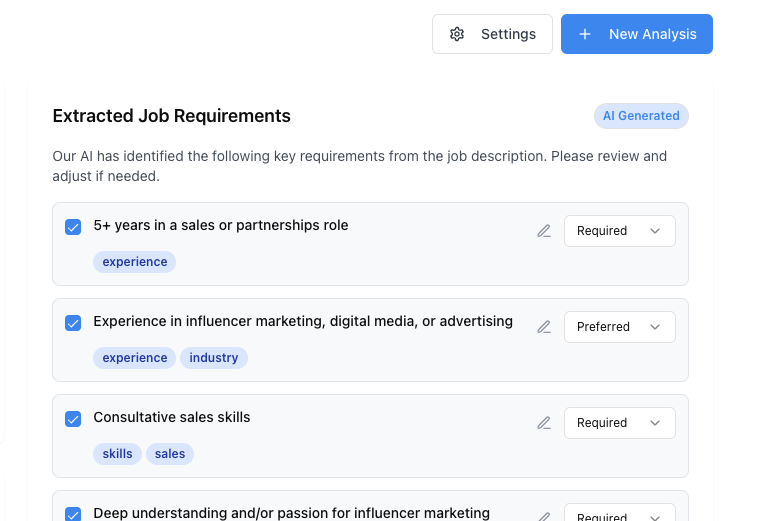 Settings
New Analysis
Extracted Job Requirements
AI Generated
Our AI has identified the following key requirements from the job description. Please review and
adjust if needed.
5+ years in a sales or partnerships role
Required
experience
Experience in influencer marketing, digital media, or advertising
Preferred
experience industry
Consultative sales skills
Required
skills sales
Deep understanding and/or passion for influencer marketing
Required